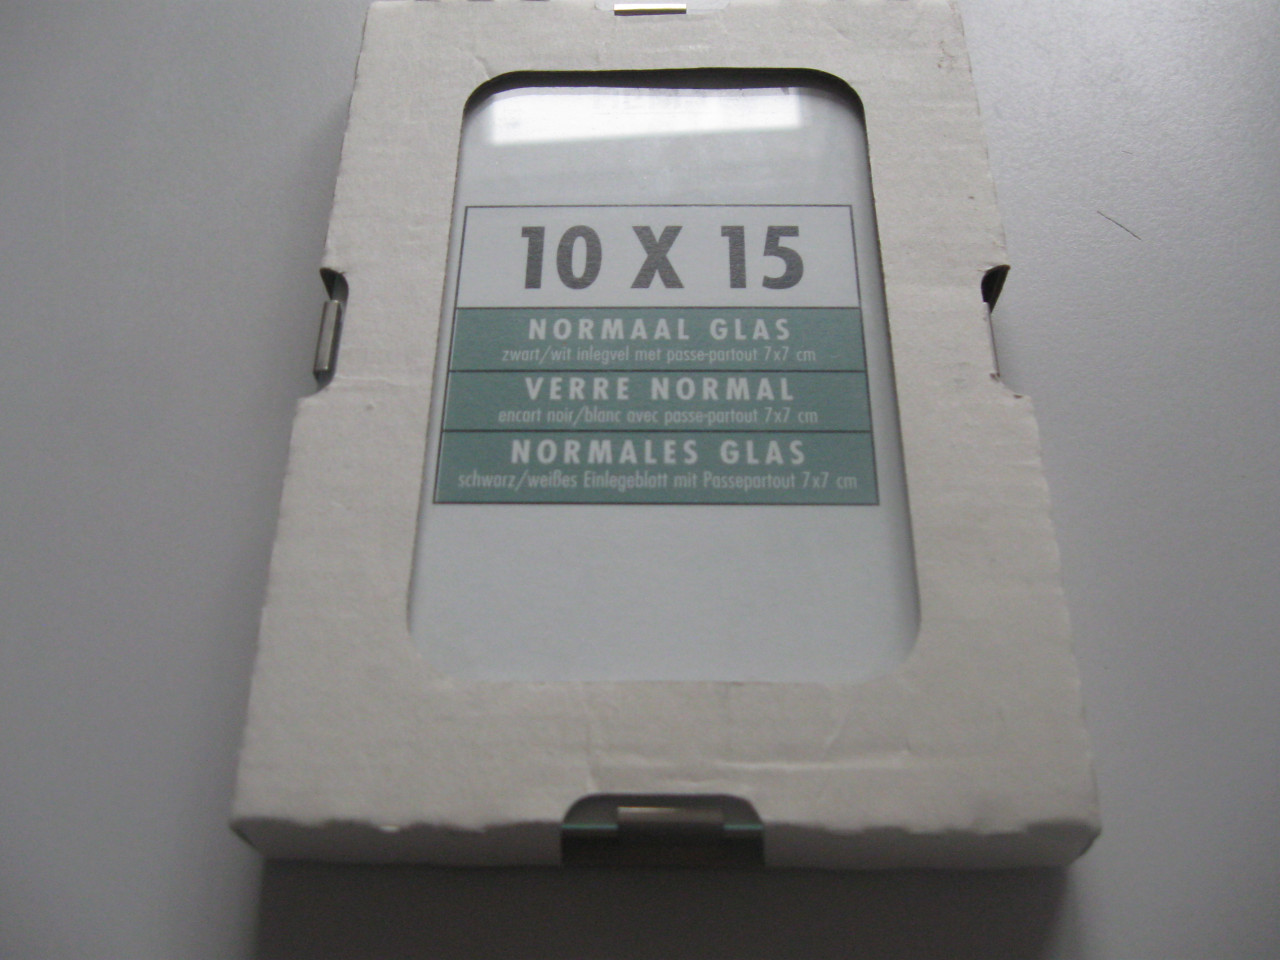 10 X 15
NORMAAL GLAS
zwart/wit inlegvel met passe-partout 7x7 cm
VERRE NORMAL
encart noir/blanc avec passe-partout 7x7 cm
NORMALES GLAS
schwarz/weißes Einlegeblatt mit Passepartout 7x7 cm